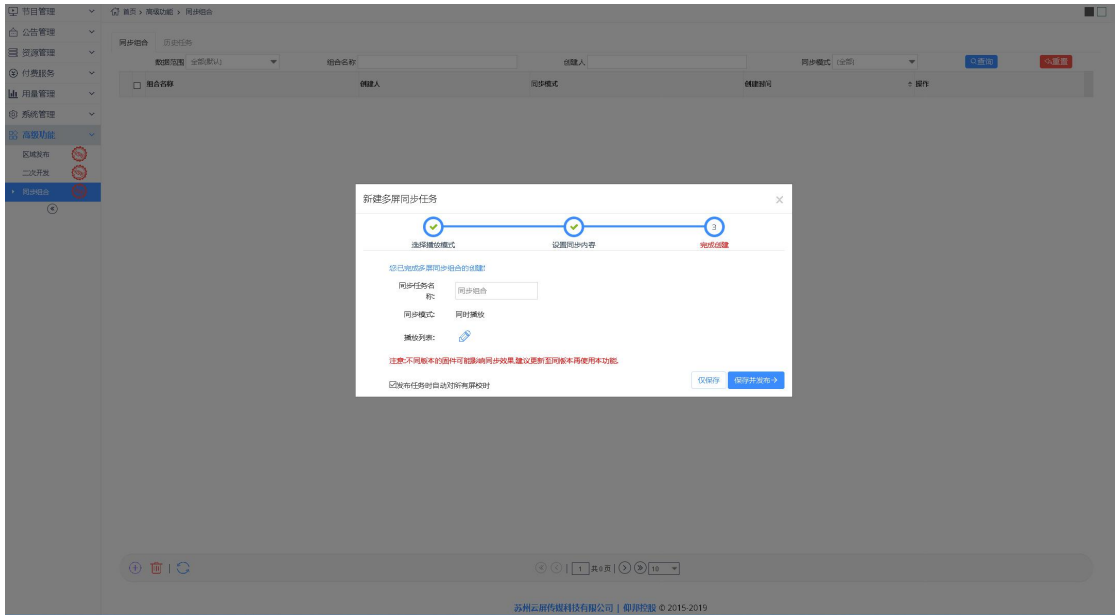 节目管理
首页 › 高级功能 › 同步组合
公告管理
资源管理
付费服务
用量管理
系统管理
高级功能
区域发布
二次开发
同步组合
同步组合 历史任务
数据范围 全部(默认) 组合名称 创建人 同步模式 (全部) 查询 重置
组合名称 创建人 同步模式 创建时间 操作
新建多屏同步任务
3
选择播放模式 设置同步内容 完成创建
您已完成多屏同步组合的创建!
同步任务名
称: 同步组合
同步模式: 同时播放
播放列表:
注意:不同版本的固件可能影响同步效果,建议更新至同版本再使用本功能.
发布任务时自动对所有屏校时
仅保存 保存并发布→
1 共0页 10
苏州云屏传媒科技有限公司 | 仰邦控股 © 2015-2019